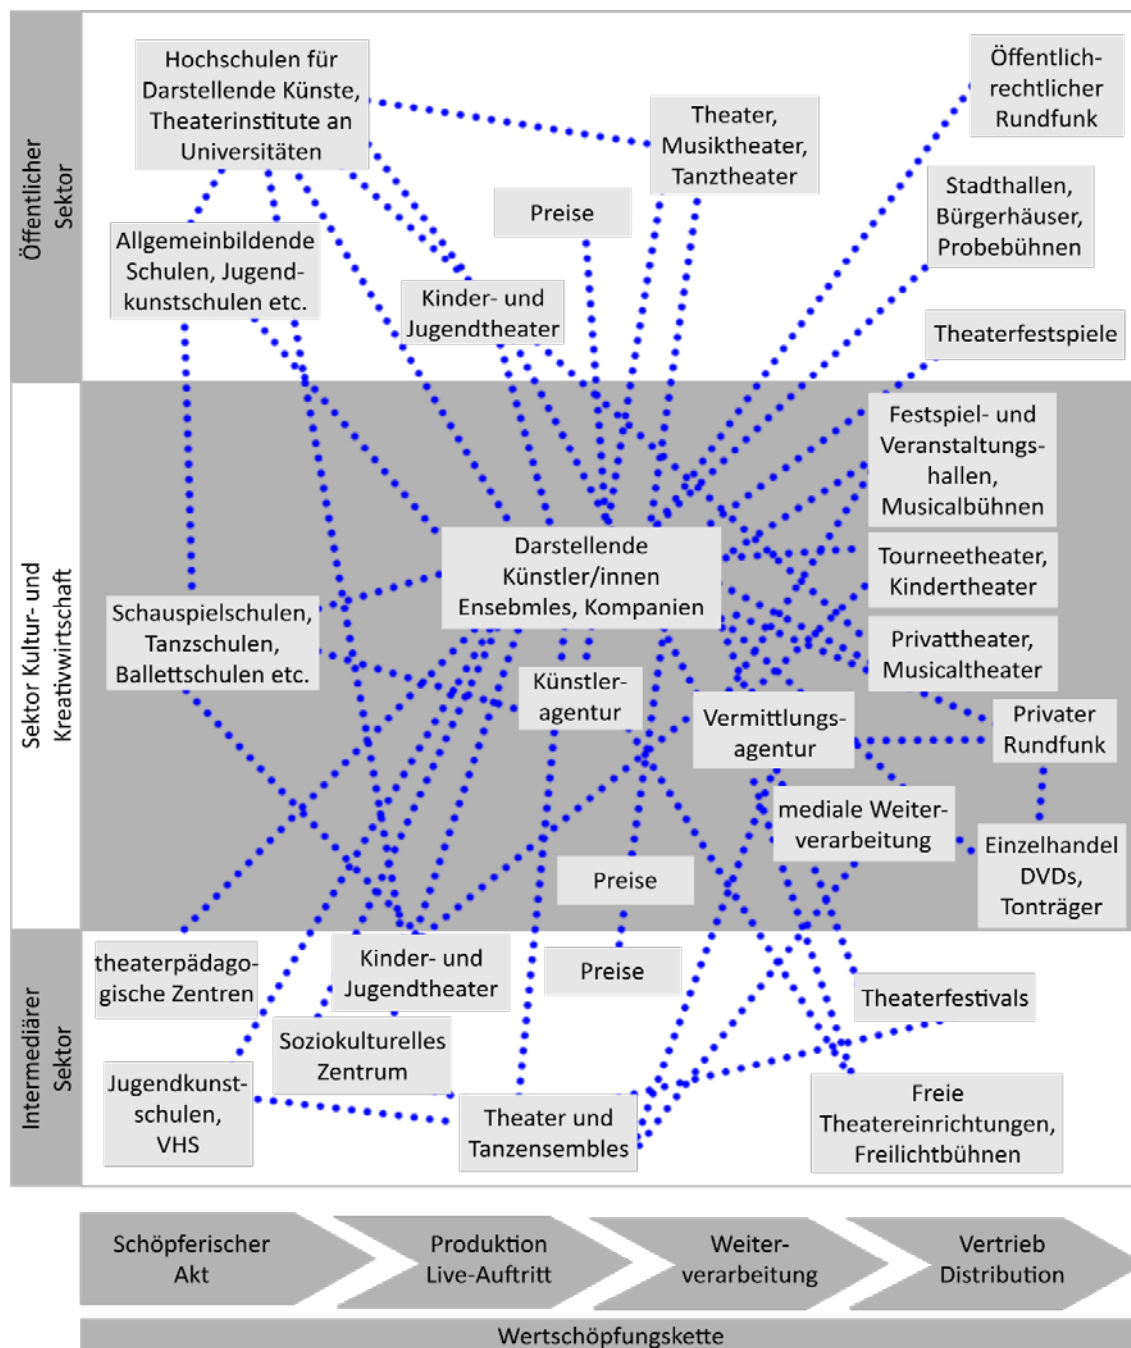 Öffentlicher
Sektor
Hochschulen für
Darstellende Künste,
Theaterinstitute an
Universitäten
Theater,
Musiktheater,
Tanztheater
Öffentlich-
rechtlicher
Rundfunk
Preise
Stadthallen,
Bürgerhäuser,
Probebühnen
Allgemeinbildende
Schulen, Jugend-
kunstschulen etc.
Kinder- und
Jugendtheater
Theaterfestspiele
Sektor Kultur- und
Kreativwirtschaft
Festspiel- und
Veranstaltungs-
hallen,
Musicalbühnen
Darstellende
Künstler/innen
Ensebmles, Kompanien
Tourneetheater,
Kindertheater
Schauspielschulen,
Tanzschulen,
Ballettschulen etc.
Privattheater,
Musicaltheater
Künstler-
agentur
Vermittlungs-
agentur
Privater
Rundfunk
mediale Weiter-
verarbeitung
Einzelhandel
DVDs,
Tonträger
Preise
Intermediärer
Sektor
theaterpädago-
gische Zentren
Kinder- und
Jugendtheater
Preise
Theaterfestivals
Soziokulturelles
Zentrum
Jugendkunst-
schulen,
VHS
Theater und
Tanzensembles
Freie
Theatereinrichtungen,
Freilichtbühnen
Schöpferischer
Akt
Produktion
Live-Auftritt
Weiter-
verarbeitung
Vertrieb
Distribution
Wertschöpfungskette